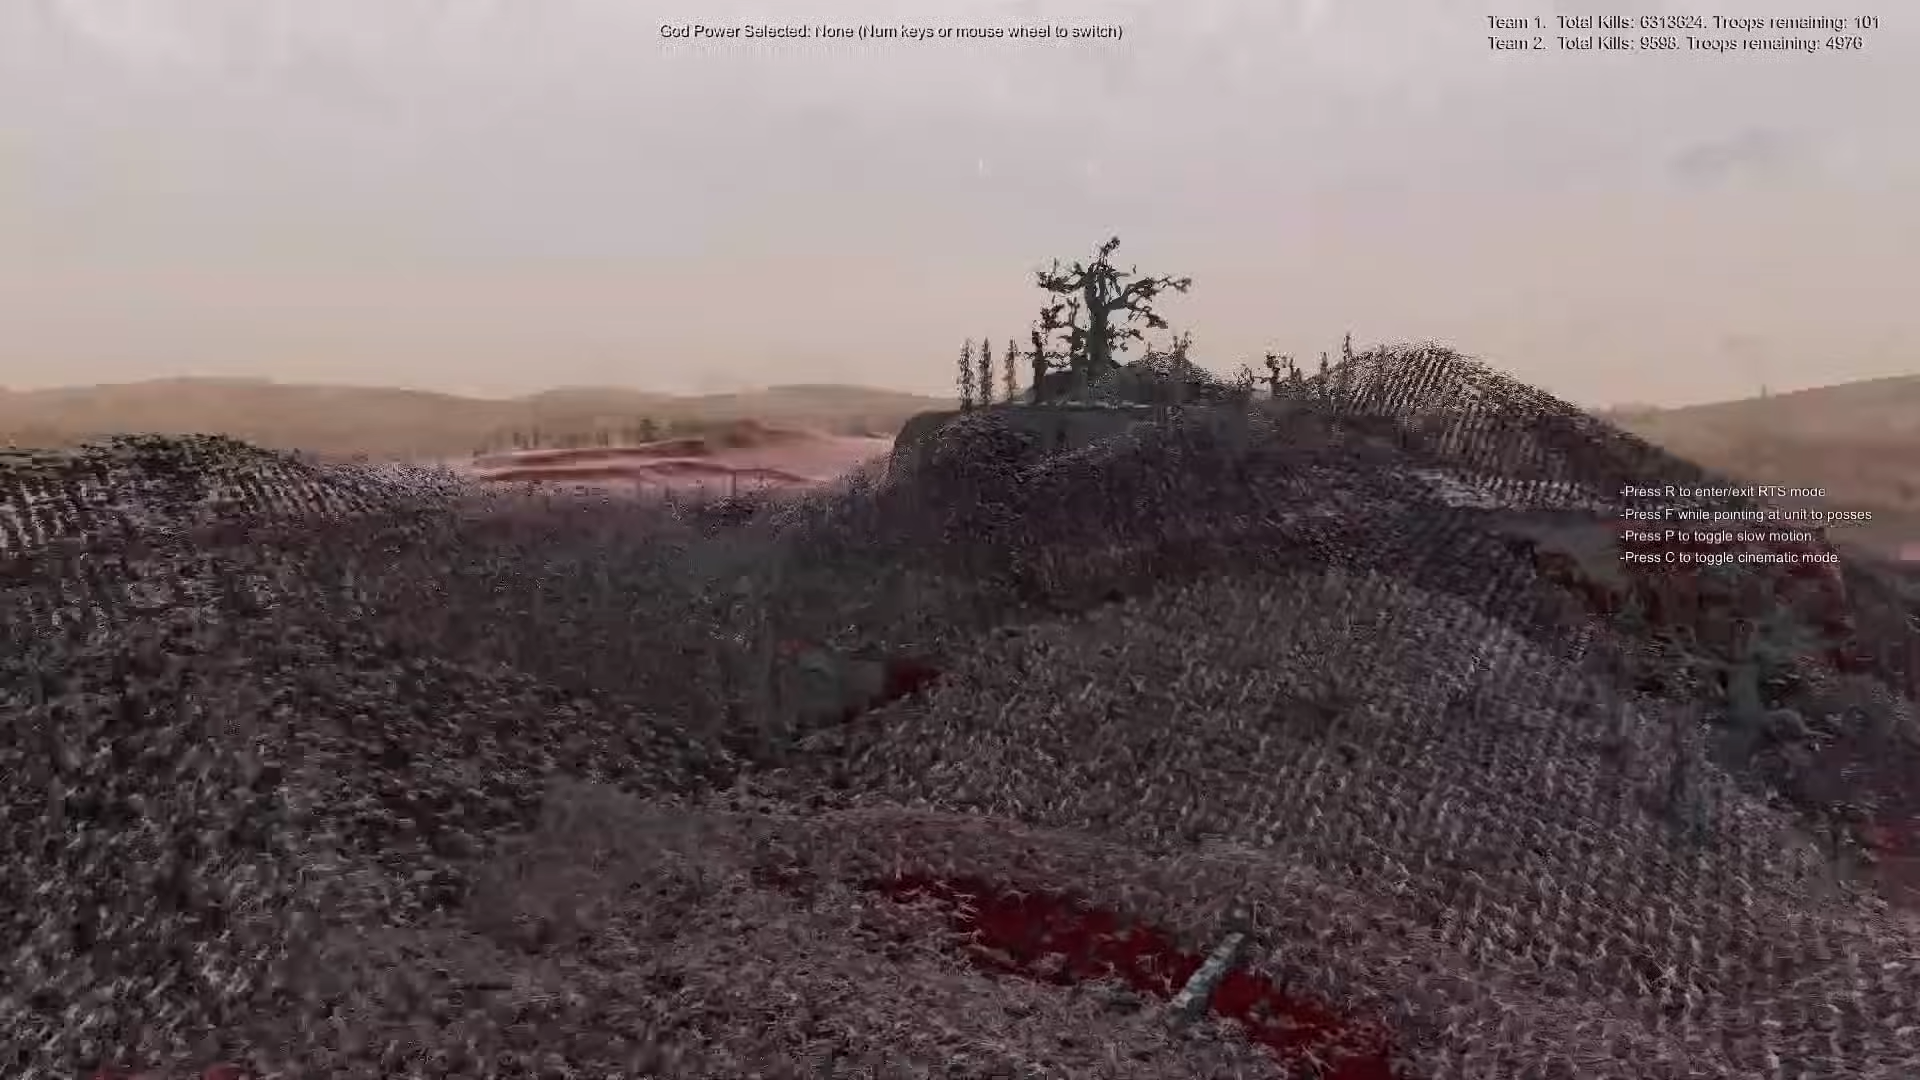 God Power Selected: None (Num keys or mouse wheel to switch)
Team 1.  Total Kills: 6313624. Troops remaining: 101
Team 2.  Total Kills: 9598. Troops remaining: 4976
-Press R to enter/exit RTS mode
-Press F while pointing at unit to posses
-Press P to toggle slow motion.
-Press C to toggle cinematic mode.